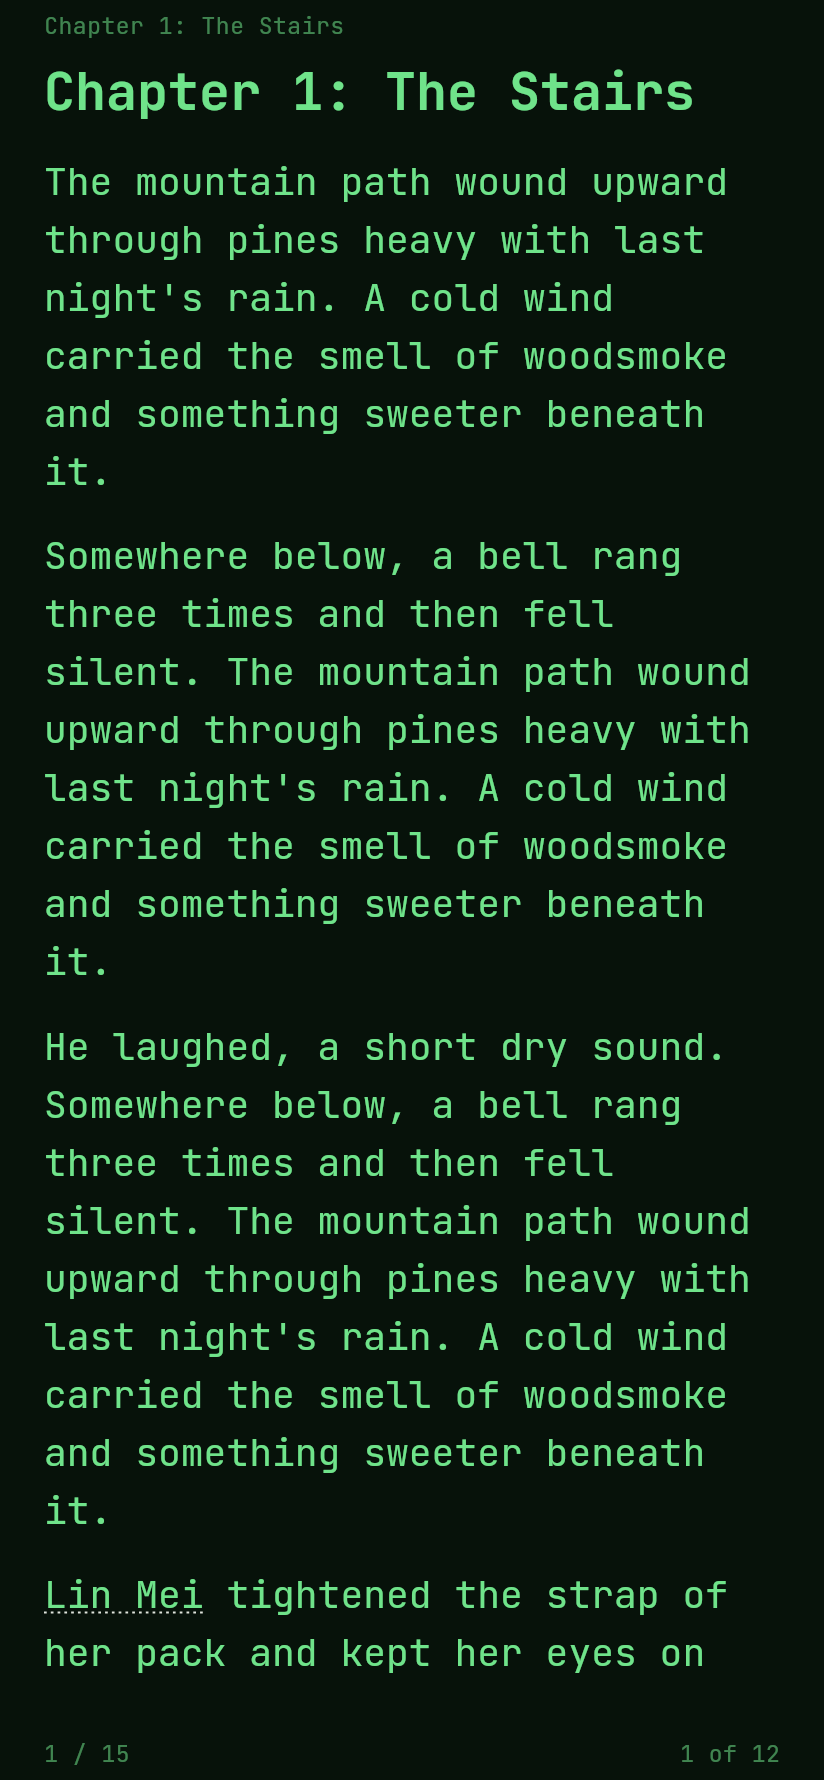 Chapter 1: The Stairs
Chapter 1: The Stairs
The mountain path wound upward
through pines heavy with last
night's rain. A cold wind
carried the smell of woodsmoke
and something sweeter beneath
it.
Somewhere below, a bell rang
three times and then fell
silent. The mountain path wound
upward through pines heavy with
last night's rain. A cold wind
carried the smell of woodsmoke
and something sweeter beneath
it.
He laughed, a short dry sound.
Somewhere below, a bell rang
three times and then fell
silent. The mountain path wound
upward through pines heavy with
last night's rain. A cold wind
carried the smell of woodsmoke
and something sweeter beneath
it.
Lin Mei tightened the strap of
her pack and kept her eyes on
1 / 15
1 of 12